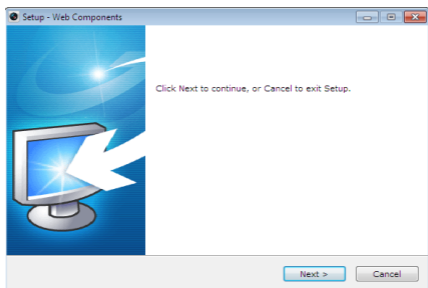 Setup - Web Components
Click Next to continue, or Cancel to exit Setup.
Next >
Cancel